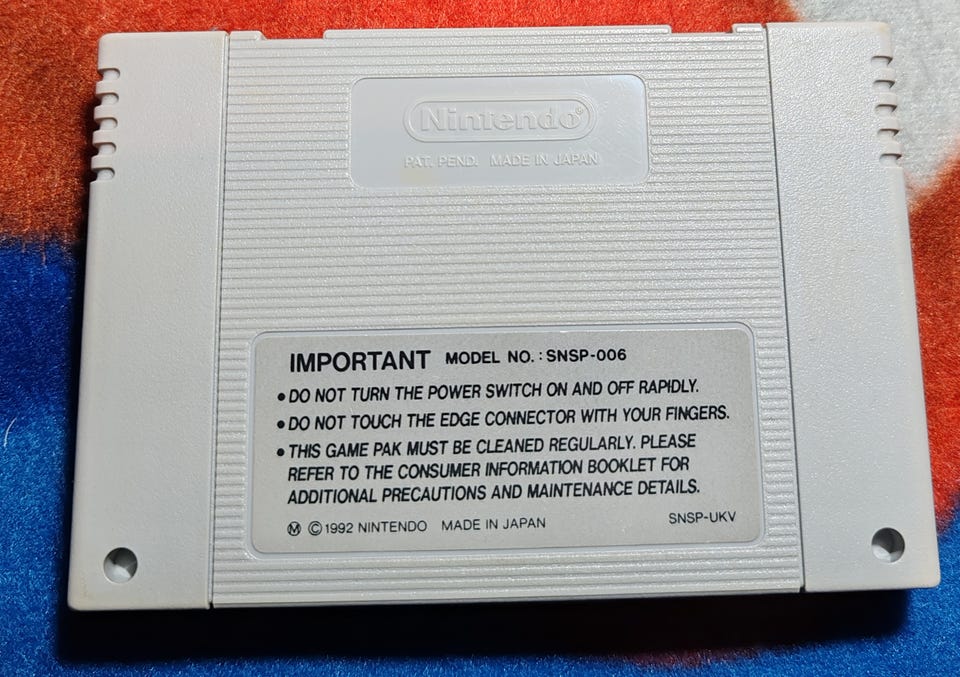 Nintendo®
PAT. PEND. MADE IN JAPAN
IMPORTANT MODEL NO. : SNSP-006
• DO NOT TURN THE POWER SWITCH ON AND OFF RAPIDLY.
• DO NOT TOUCH THE EDGE CONNECTOR WITH YOUR FINGERS.
• THIS GAME PAK MUST BE CLEANED REGULARLY. PLEASE
REFER TO THE CONSUMER INFORMATION BOOKLET FOR
ADDITIONAL PRECAUTIONS AND MAINTENANCE DETAILS.
Ⓜ ©1992 NINTENDO MADE IN JAPAN SNSP-UKV